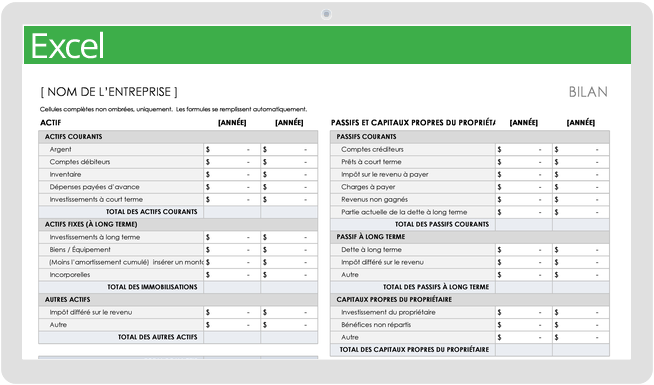 Excel
[ NOM DE L'ENTREPRISE ] BILAN
Cellules complètes non ombrées, uniquement. Les formules se remplissent automatiquement.
ACTIF [ANNÉE] [ANNÉE]
ACTIFS COURANTS
Argent $ - $ -
Comptes débiteurs $ - $ -
Inventaire $ - $ -
Dépenses payées d'avance $ - $ -
Investissements à court terme $ - $ -
TOTAL DES ACTIFS COURANTS
ACTIFS FIXES (À LONG TERME)
Investissements à long terme $ - $ -
Biens / Équipement $ - $ -
(Moins l'amortissement cumulé) insérer un montc $ - $ -
Incorporelles $ - $ -
TOTAL DES IMMOBILISATIONS
AUTRES ACTIFS
Impôt différé sur le revenu $ - $ -
Autre $ - $ -
TOTAL DES AUTRES ACTIFS
PASSIFS ET CAPITAUX PROPRES DU PROPRIÉTA [ANNÉE] [ANNÉE]
PASSIFS COURANTS
Comptes créditeurs $ - $ -
Prêts à court terme $ - $ -
Impôt sur le revenu à payer $ - $ -
Charges à payer $ - $ -
Revenus non gagnés $ - $ -
Partie actuelle de la dette à long terme $ - $ -
TOTAL DES PASSIFS COURANTS
PASSIF À LONG TERME
Dette à long terme $ - $ -
Impôt différé sur le revenu $ - $ -
Autre $ - $ -
TOTAL DES PASSIFS À LONG TERME
CAPITAUX PROPRES DU PROPRIÉTAIRE
Investissement du propriétaire $ - $ -
Bénéfices non répartis $ - $ -
Autre $ - $ -
TOTAL DES CAPITAUX PROPRES DU PROPRIÉTAIRE